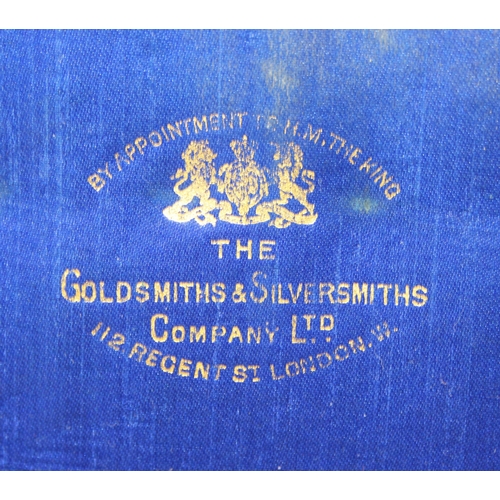 BY APPOINTMENT TO H.M. THE KING
THE
GOLDSMITHS & SILVERSMITHS
COMPANY LTD.
112 REGENT ST. LONDON. W.